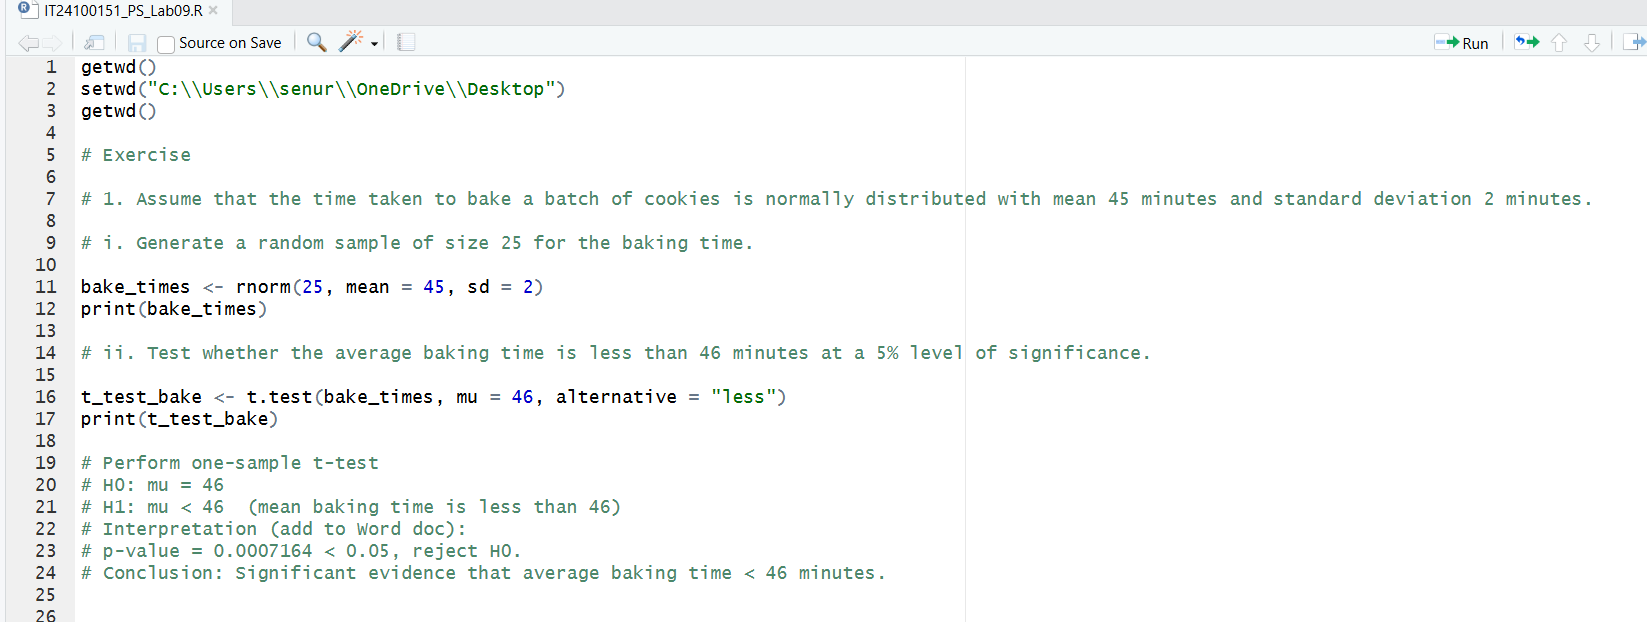 IT24100151_PS_Lab09.R
Source on Save
Run
1 getwd()
2 setwd("C:\\Users\\senur\\OneDrive\\Desktop")
3 getwd()
4
5 # Exercise
6
7 # 1. Assume that the time taken to bake a batch of cookies is normally distributed with mean 45 minutes and standard deviation 2 minutes.
8
9 # i. Generate a random sample of size 25 for the baking time.
10
11 bake_times <- rnorm(25, mean = 45, sd = 2)
12 print(bake_times)
13
14 # ii. Test whether the average baking time is less than 46 minutes at a 5% level of significance.
15
16 t_test_bake <- t.test(bake_times, mu = 46, alternative = "less")
17 print(t_test_bake)
18
19 # Perform one-sample t-test
20 # H0: mu = 46
21 # H1: mu < 46  (mean baking time is less than 46)
22 # Interpretation (add to Word doc):
23 # p-value = 0.0007164 < 0.05, reject H0.
24 # Conclusion: Significant evidence that average baking time < 46 minutes.
25
26